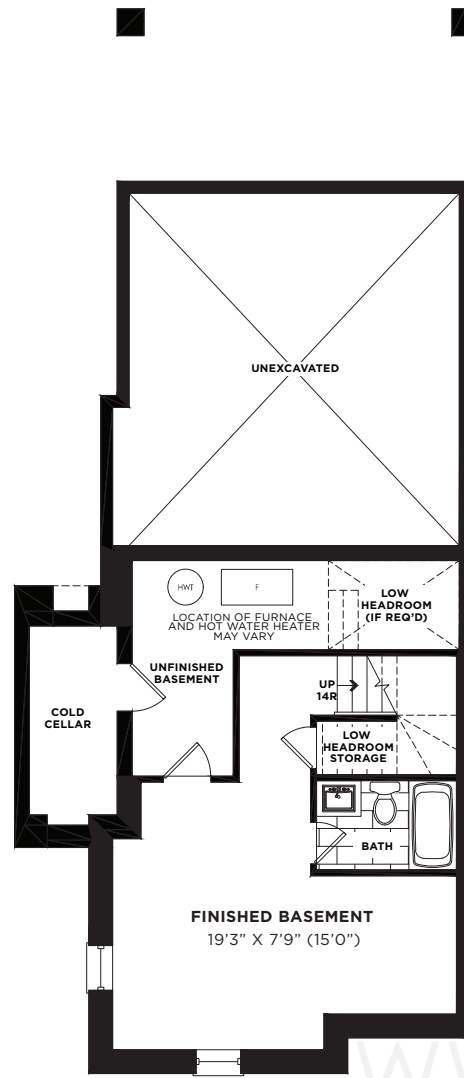 UNEXCAVATED
HWT
F
LOCATION OF FURNACE
AND HOT WATER HEATER
MAY VARY
LOW
HEADROOM
(IF REQ'D)
UNFINISHED
BASEMENT
UP
14R
COLD
CELLAR
LOW
HEADROOM
STORAGE
BATH
FINISHED BASEMENT
19'3" X 7'9" (15'0")